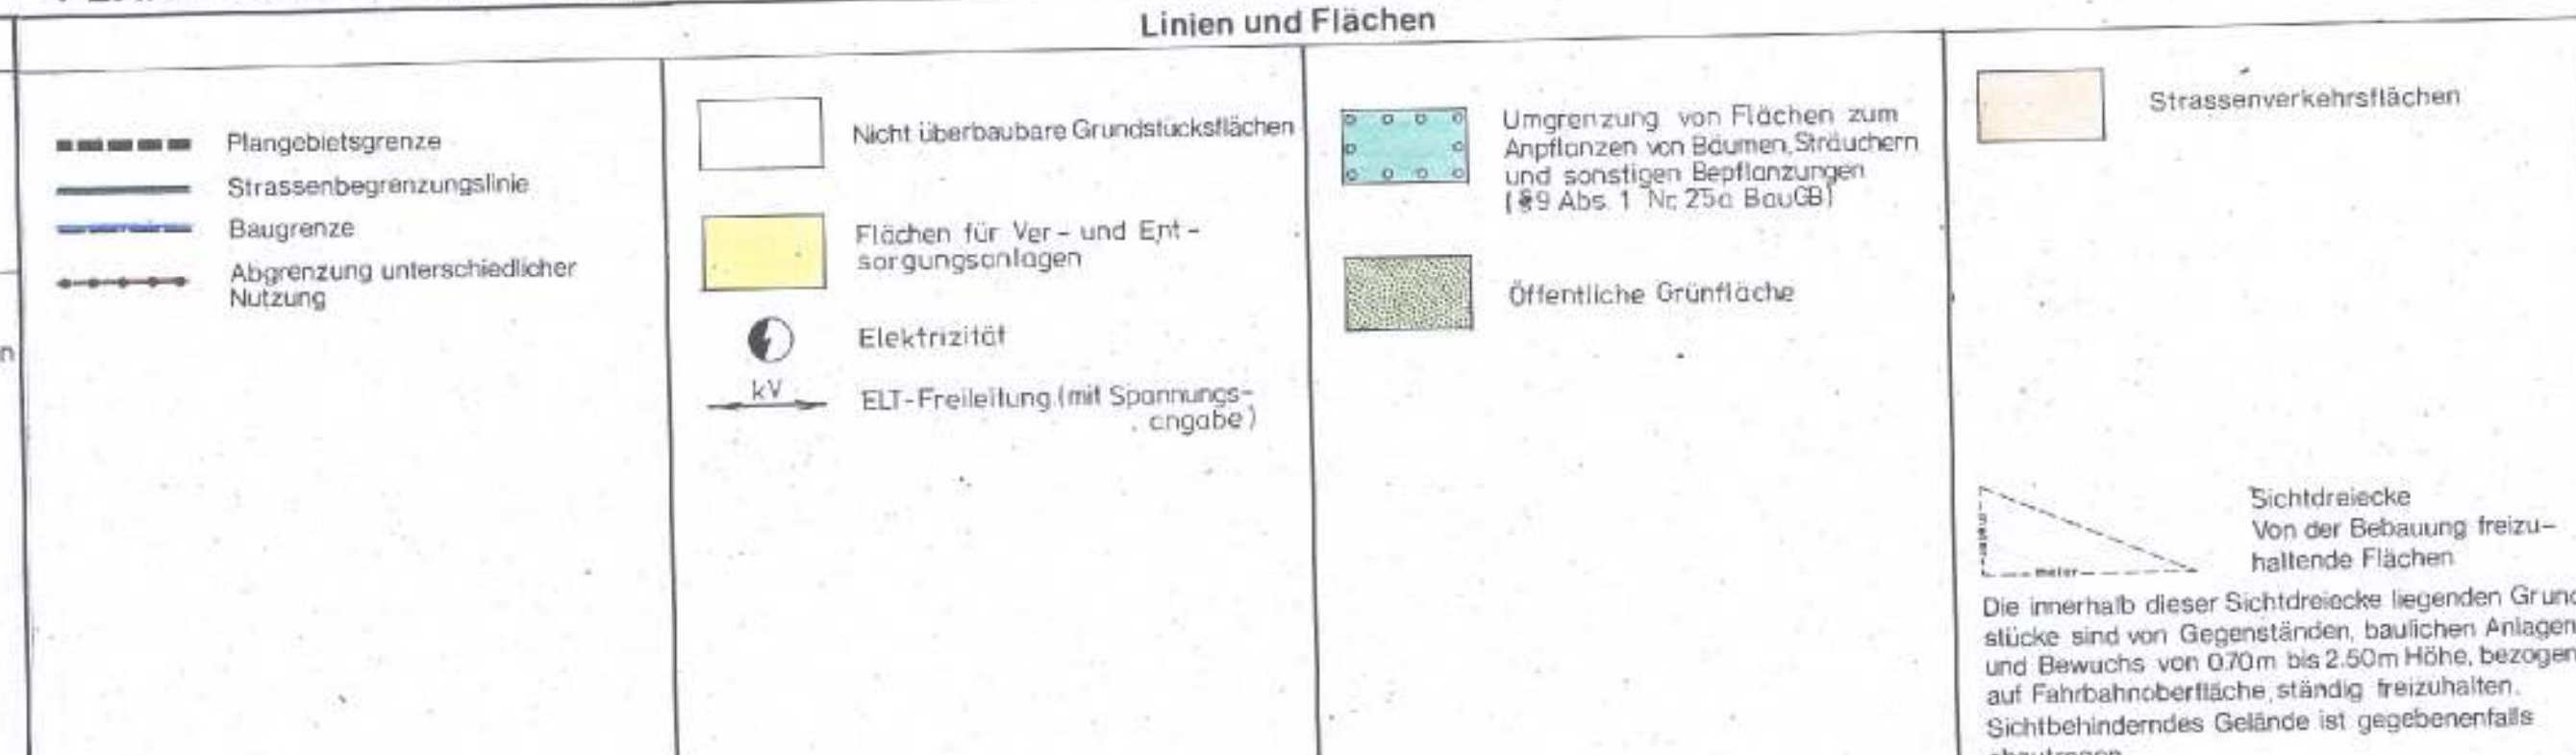 Linien und Flächen
Plangebietsgrenze
Strassenbegrenzungslinie
Baugrenze
Abgrenzung unterschiedlicher
Nutzung
Nicht überbaubare Grundstücksflächen
Flächen für Ver- und Ent-
sorgungsanlagen
Elektrizität
kV
ELT-Freileitung (mit Spannungs-
angabe)
Umgrenzung von Flächen zum
Anpflanzen von Bäumen, Sträuchern
und sonstigen Bepflanzungen
(§9 Abs. 1 Nr. 25a BauGB)
Öffentliche Grünfläche
Strassenverkehrsflächen
meter
meter
Sichtdreiecke
Von der Bebauung freizu-
haltende Flächen
Die innerhalb dieser Sichtdreiecke liegenden Grund
stücke sind von Gegenständen, baulichen Anlagen
und Bewuchs von 0.70m bis 2.50m Höhe, bezogen
auf Fahrbahnoberfläche, ständig freizuhalten.
Sichtbehinderndes Gelände ist gegebenenfalls